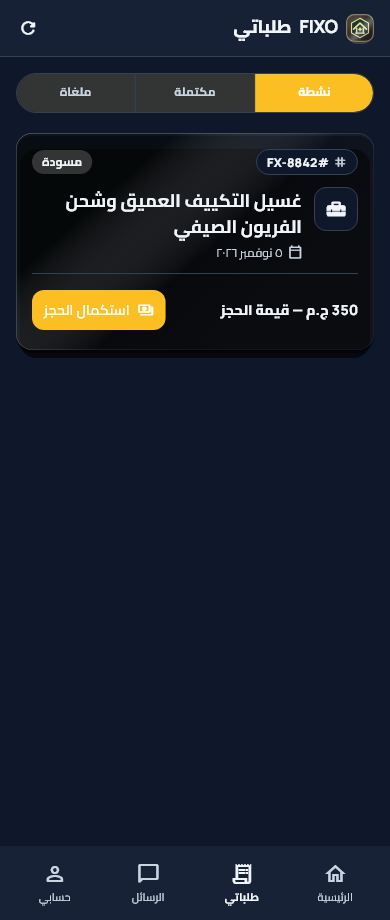 FIXO طلباتي
نشطة
مكتملة
ملغاة
# FX-8842#
مسودة
غسيل التكييف العميق وشحن
الفريون الصيفي
٥ نوفمبر ٢٠٢٦
350 ج.م – قيمة الحجز
استكمال الحجز
الرئيسية
طلباتي
الرسائل
حسابي